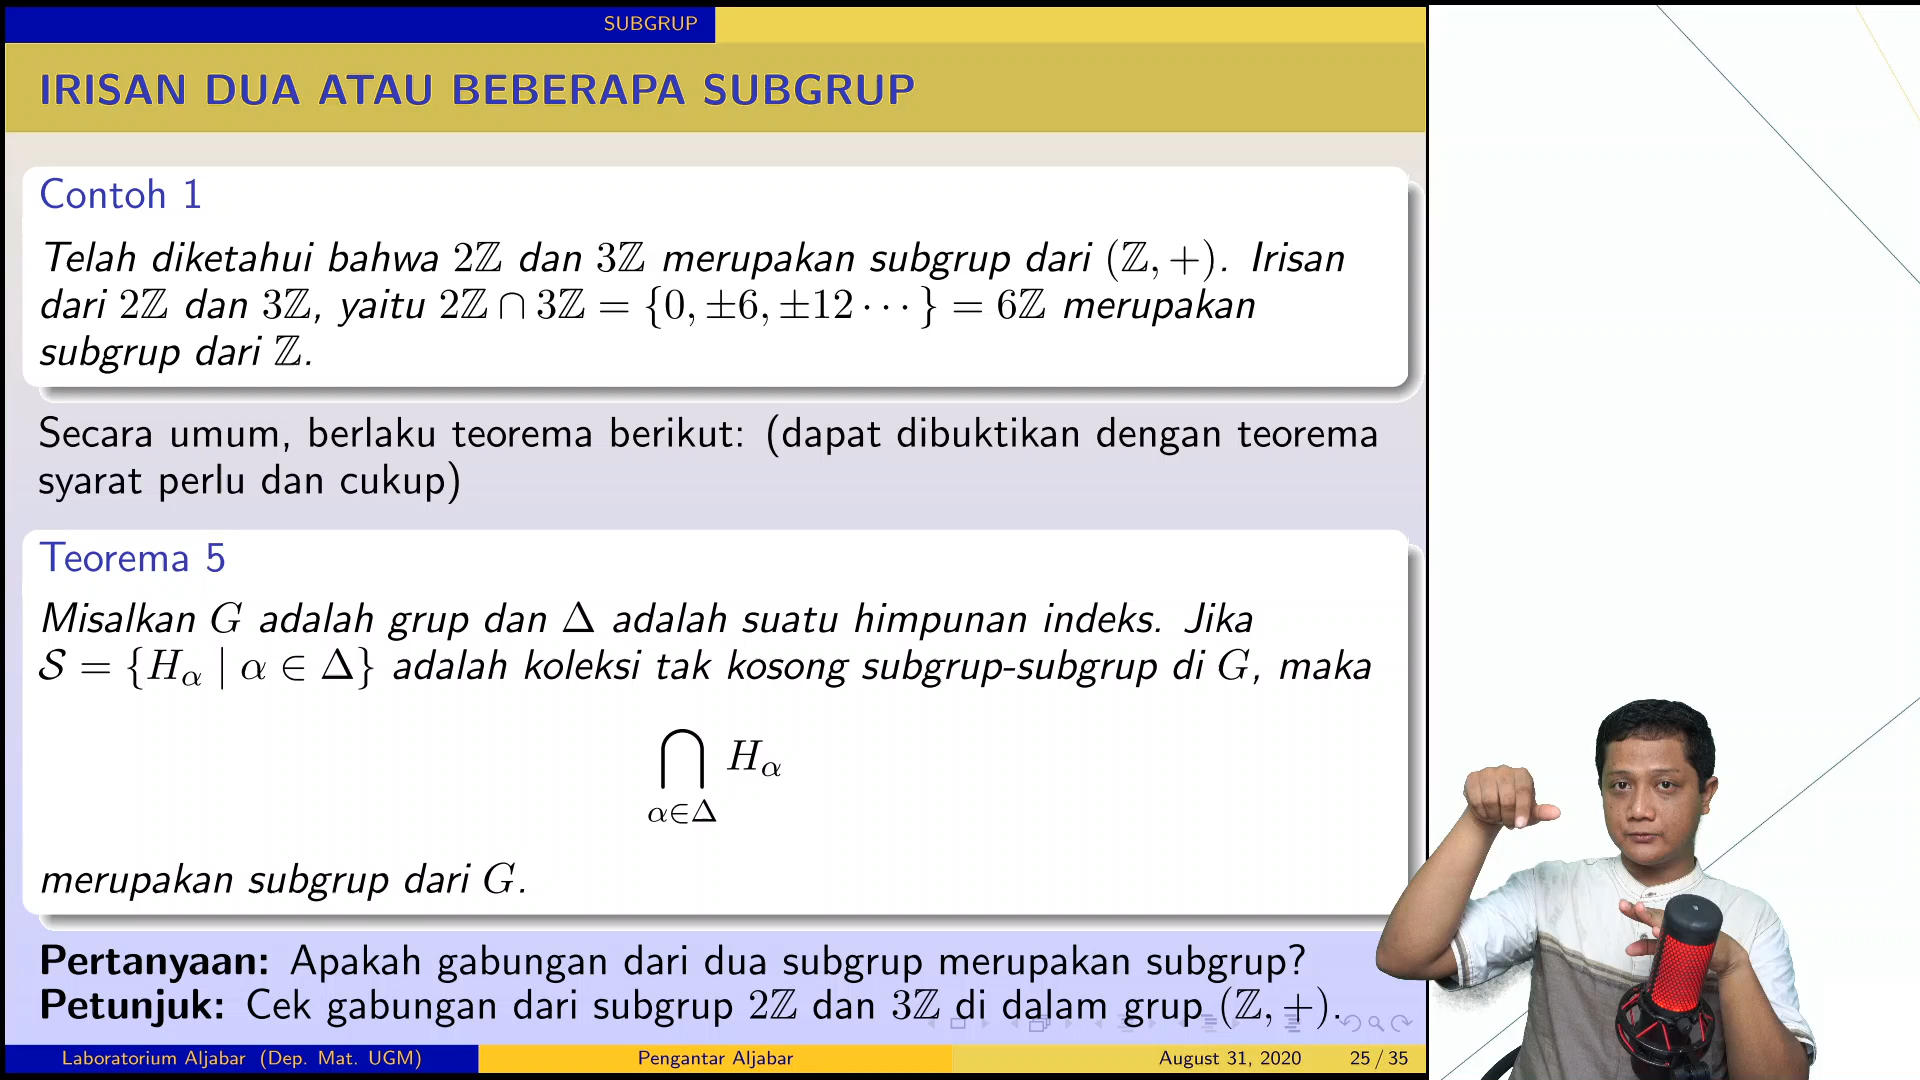 SUBGRUP
IRISAN DUA ATAU BEBERAPA SUBGRUP
Contoh 1
Telah diketahui bahwa 2ℤ dan 3ℤ merupakan subgrup dari (ℤ, +). Irisan
dari 2ℤ dan 3ℤ, yaitu 2ℤ ∩ 3ℤ = {0, ±6, ±12 ⋯ } = 6ℤ merupakan
subgrup dari ℤ.
Secara umum, berlaku teorema berikut: (dapat dibuktikan dengan teorema
syarat perlu dan cukup)
Teorema 5
Misalkan G adalah grup dan Δ adalah suatu himpunan indeks. Jika
𝒮 = {Hα | α ∈ Δ} adalah koleksi tak kosong subgrup-subgrup di G, maka
⋂ Hα
α∈Δ
merupakan subgrup dari G.
Pertanyaan: Apakah gabungan dari dua subgrup merupakan subgrup?
Petunjuk: Cek gabungan dari subgrup 2ℤ dan 3ℤ di dalam grup (ℤ, +).
Laboratorium Aljabar (Dep. Mat. UGM) Pengantar Aljabar August 31, 2020 25 / 35